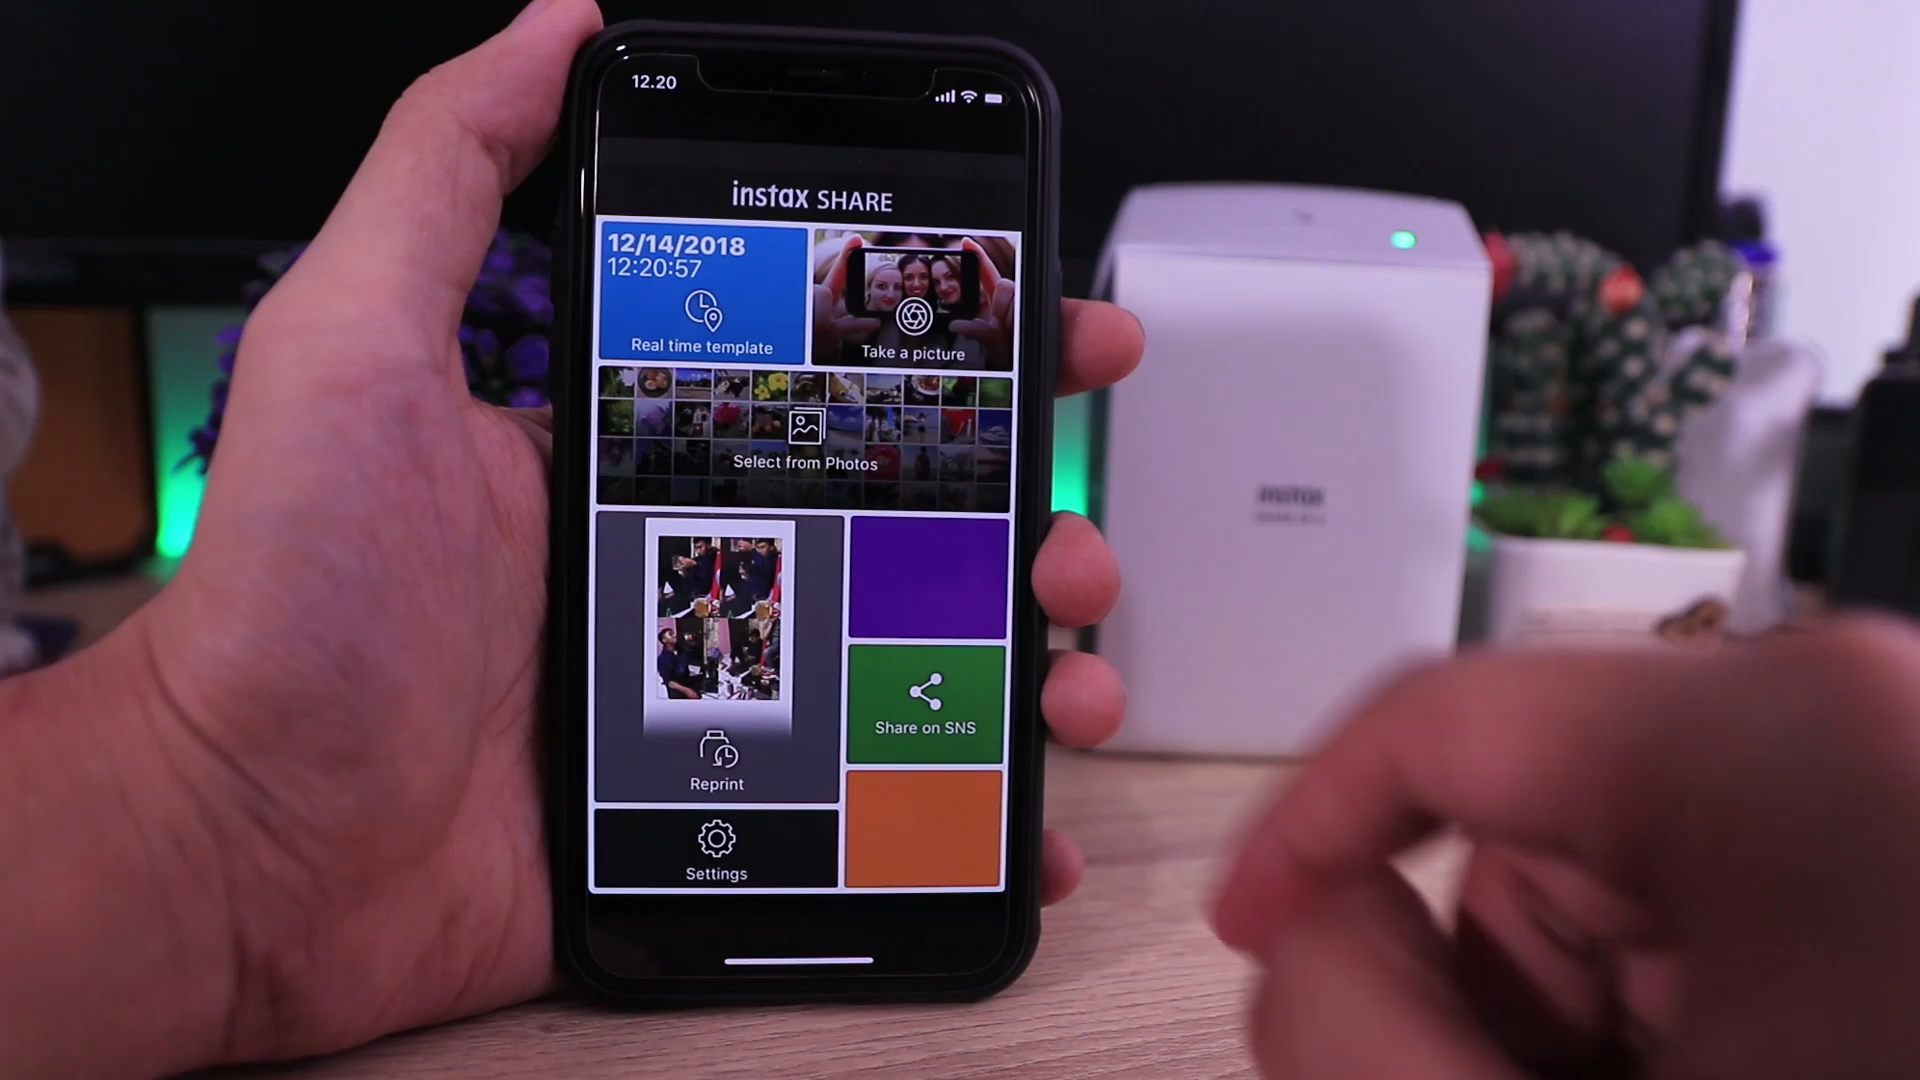 12.20
instax SHARE
12/14/2018
12:20:57
Real time template
Take a picture
Select from Photos
Reprint
Share on SNS
Settings
instax